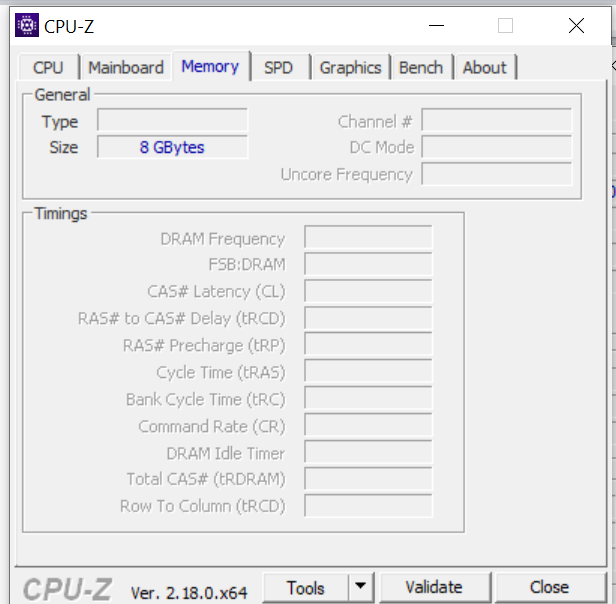 CPU-Z
CPU Mainboard Memory SPD Graphics Bench About
General
Type Channel #
Size 8 GBytes DC Mode
Uncore Frequency
Timings
DRAM Frequency
FSB:DRAM
CAS# Latency (CL)
RAS# to CAS# Delay (tRCD)
RAS# Precharge (tRP)
Cycle Time (tRAS)
Bank Cycle Time (tRC)
Command Rate (CR)
DRAM Idle Timer
Total CAS# (tRDRAM)
Row To Column (tRCD)
CPU-Z Ver. 2.18.0.x64 Tools Validate Close